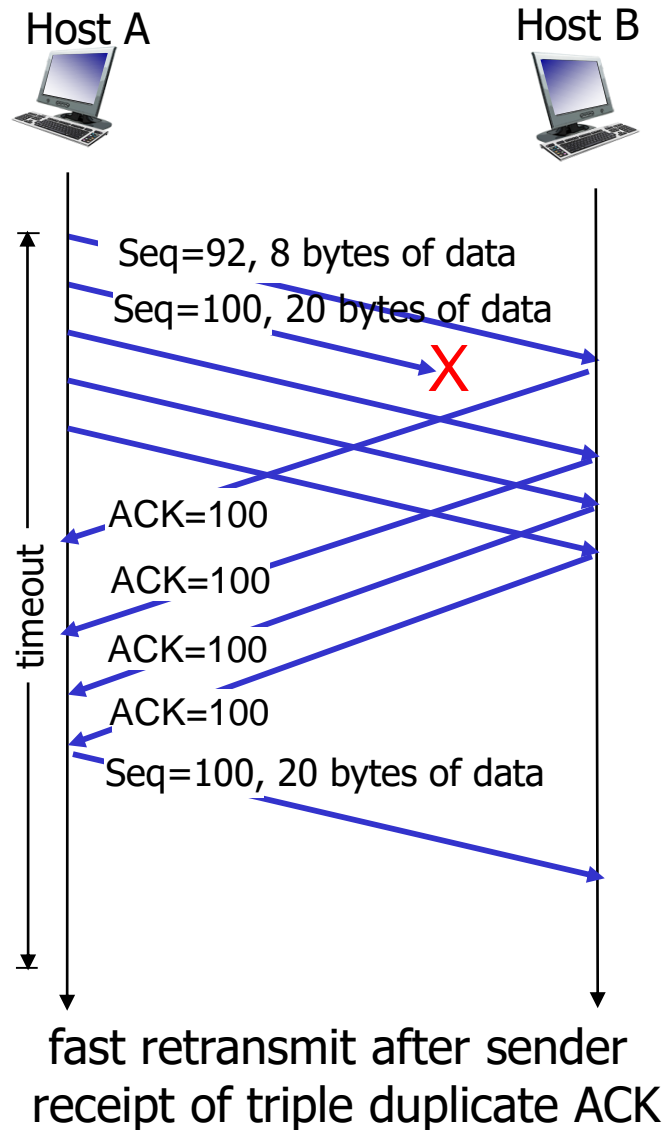 Host A
Host B
Seq=92, 8 bytes of data
Seq=100, 20 bytes of data
X
ACK=100
timeout
ACK=100
ACK=100
ACK=100
Seq=100, 20 bytes of data
fast retransmit after sender
receipt of triple duplicate ACK